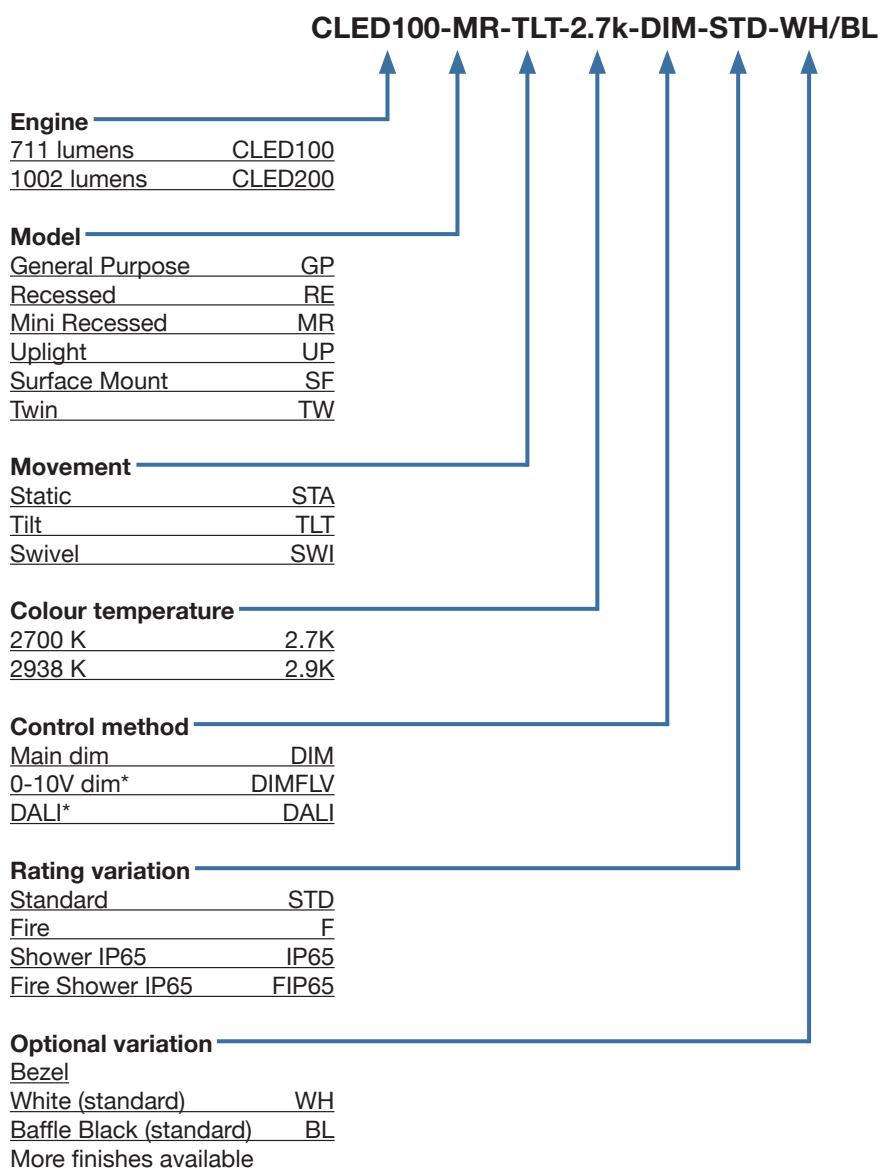 CLED100-MR-TLT-2.7k-DIM-STD-WH/BL
Engine
711 lumens CLED100
1002 lumens CLED200
Model
General Purpose GP
Recessed RE
Mini Recessed MR
Uplight UP
Surface Mount SF
Twin TW
Movement
Static STA
Tilt TLT
Swivel SWI
Colour temperature
2700 K 2.7K
2938 K 2.9K
Control method
Main dim DIM
0-10V dim* DIMFLV
DALI* DALI
Rating variation
Standard STD
Fire F
Shower IP65 IP65
Fire Shower IP65 FIP65
Optional variation
Bezel
White (standard) WH
Baffle Black (standard) BL
More finishes available